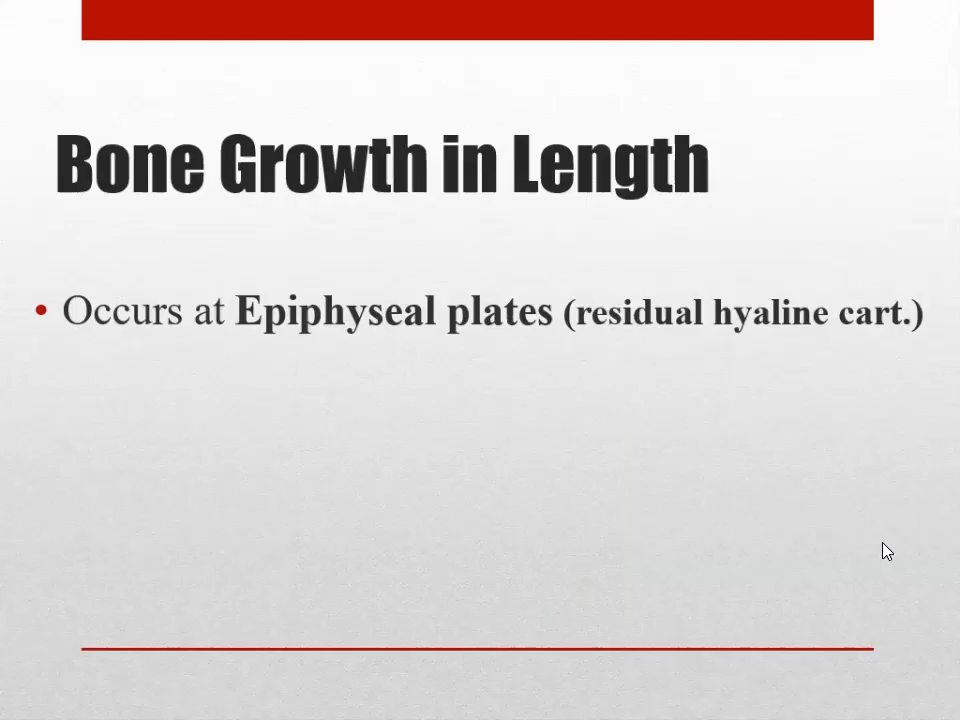 Bone Growth in Length
• Occurs at Epiphyseal plates (residual hyaline cart.)